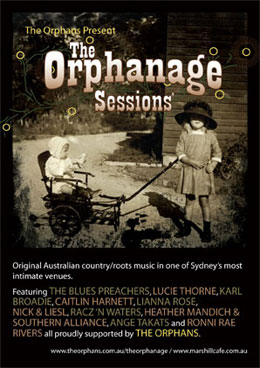 The Orphans Present
The
Orphanage
Sessions
Original Australian country/roots music in one of Sydney's most
intimate venues.
Featuring THE BLUES PREACHERS, LUCIE THORNE, KARL
BROADIE, CAITLIN HARNETT, LIANNA ROSE,
NICK & LIESL, RACZ 'N WATERS, HEATHER MANDICH &
SOUTHERN ALLIANCE, ANGE TAKATS and RONNI RAE
RIVERS all proudly supported by THE ORPHANS.
www.theorphans.com.au/theorphanage / www.marshillcafe.com.au